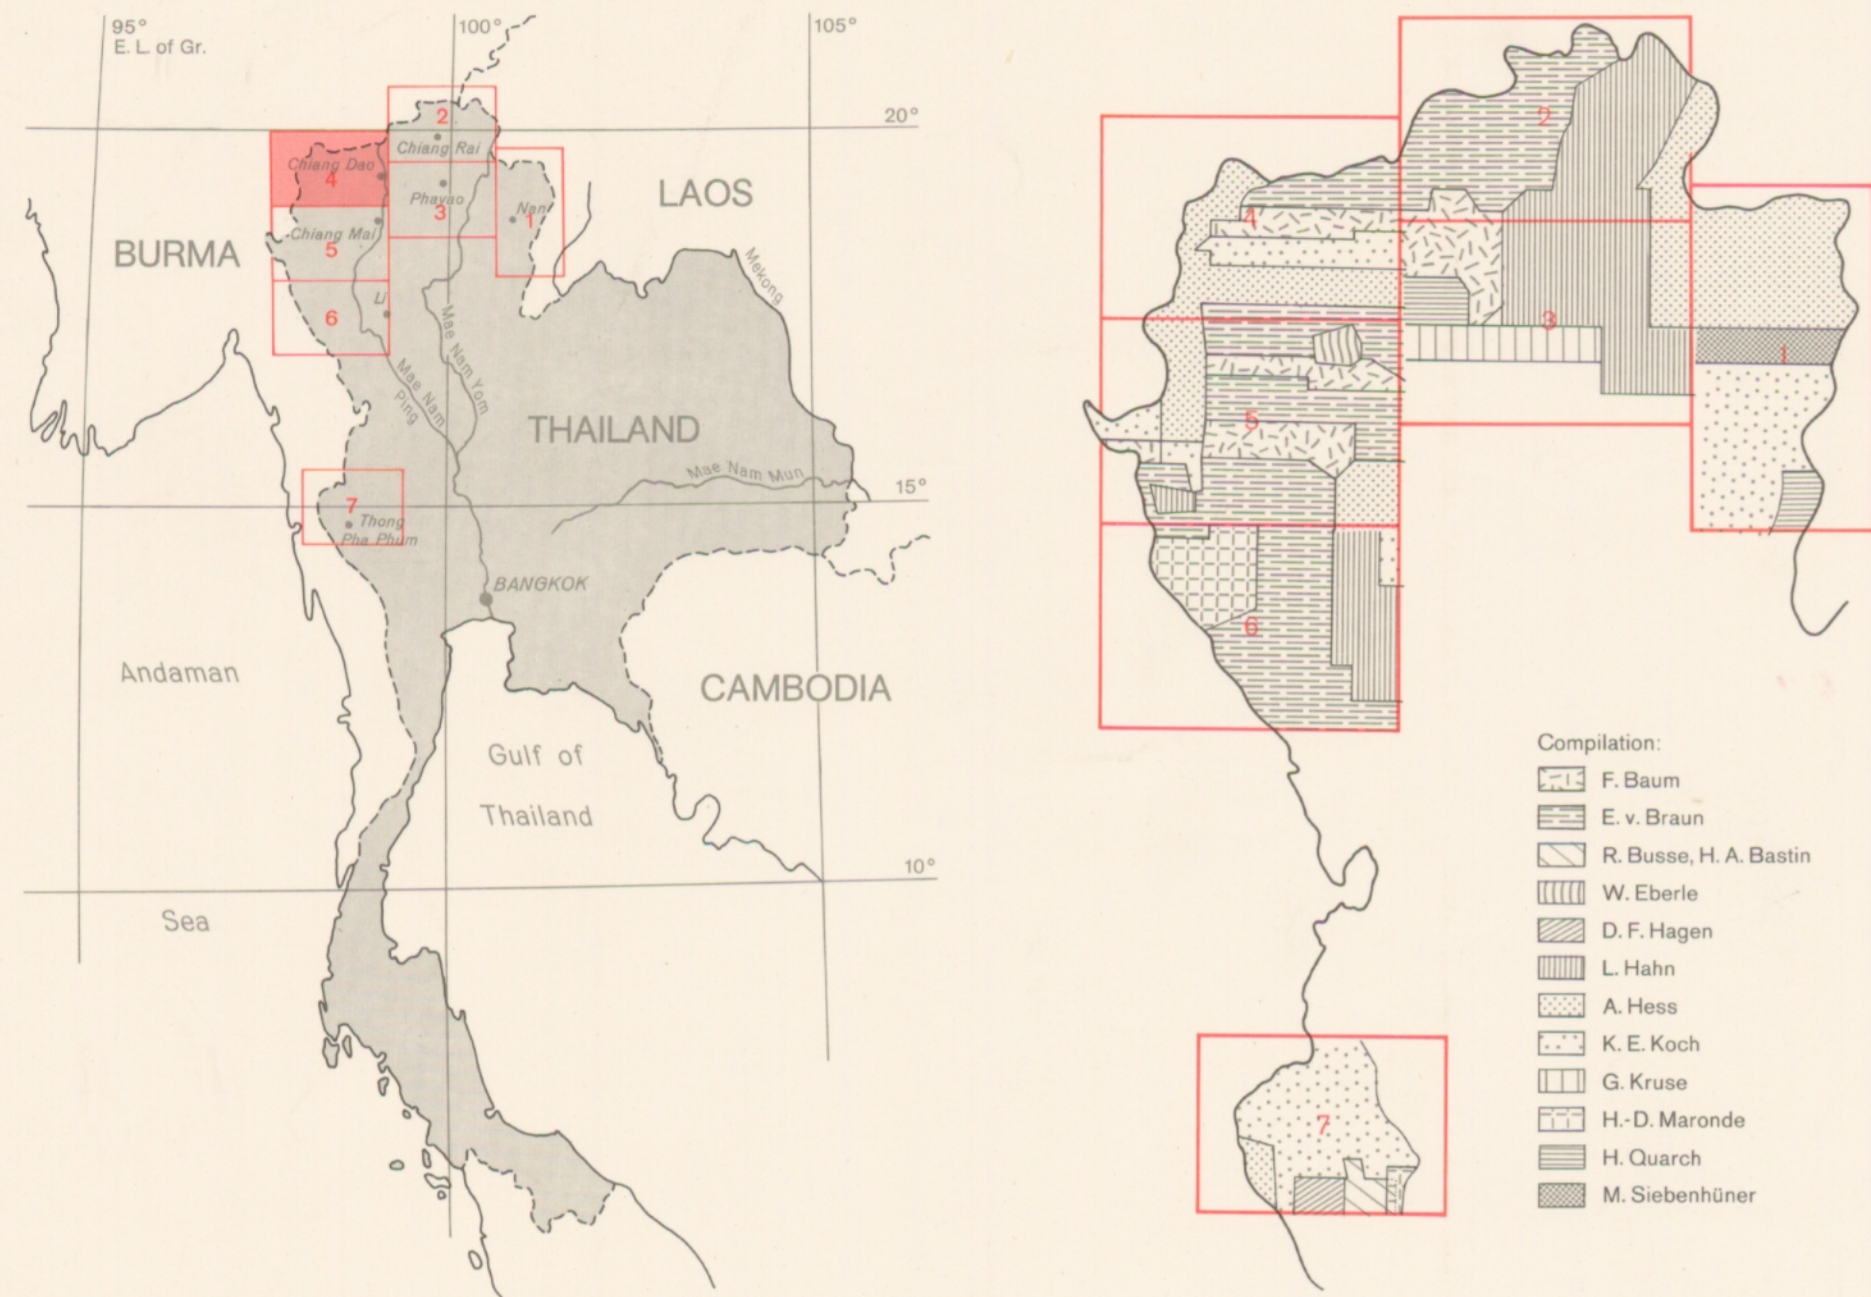 95°
E. L. of Gr.
100°
105°
20°
2
Chiang Rai
Chiang Dao
4
Phayao
3
Nan
1
LAOS
BURMA
Chiang Mai
5
Mekong
Li
6
Mae Nam Yom
Mae Nam
Ping
THAILAND
Mae Nam Mun
15°
7
Thong
Pha Phum
BANGKOK
Andaman
CAMBODIA
Gulf of
Thailand
10°
Sea
2
4
3
1
5
6
7
Compilation:
F. Baum
E. v. Braun
R. Busse, H. A. Bastin
W. Eberle
D. F. Hagen
L. Hahn
A. Hess
K. E. Koch
G. Kruse
H.-D. Maronde
H. Quarch
M. Siebenhüner